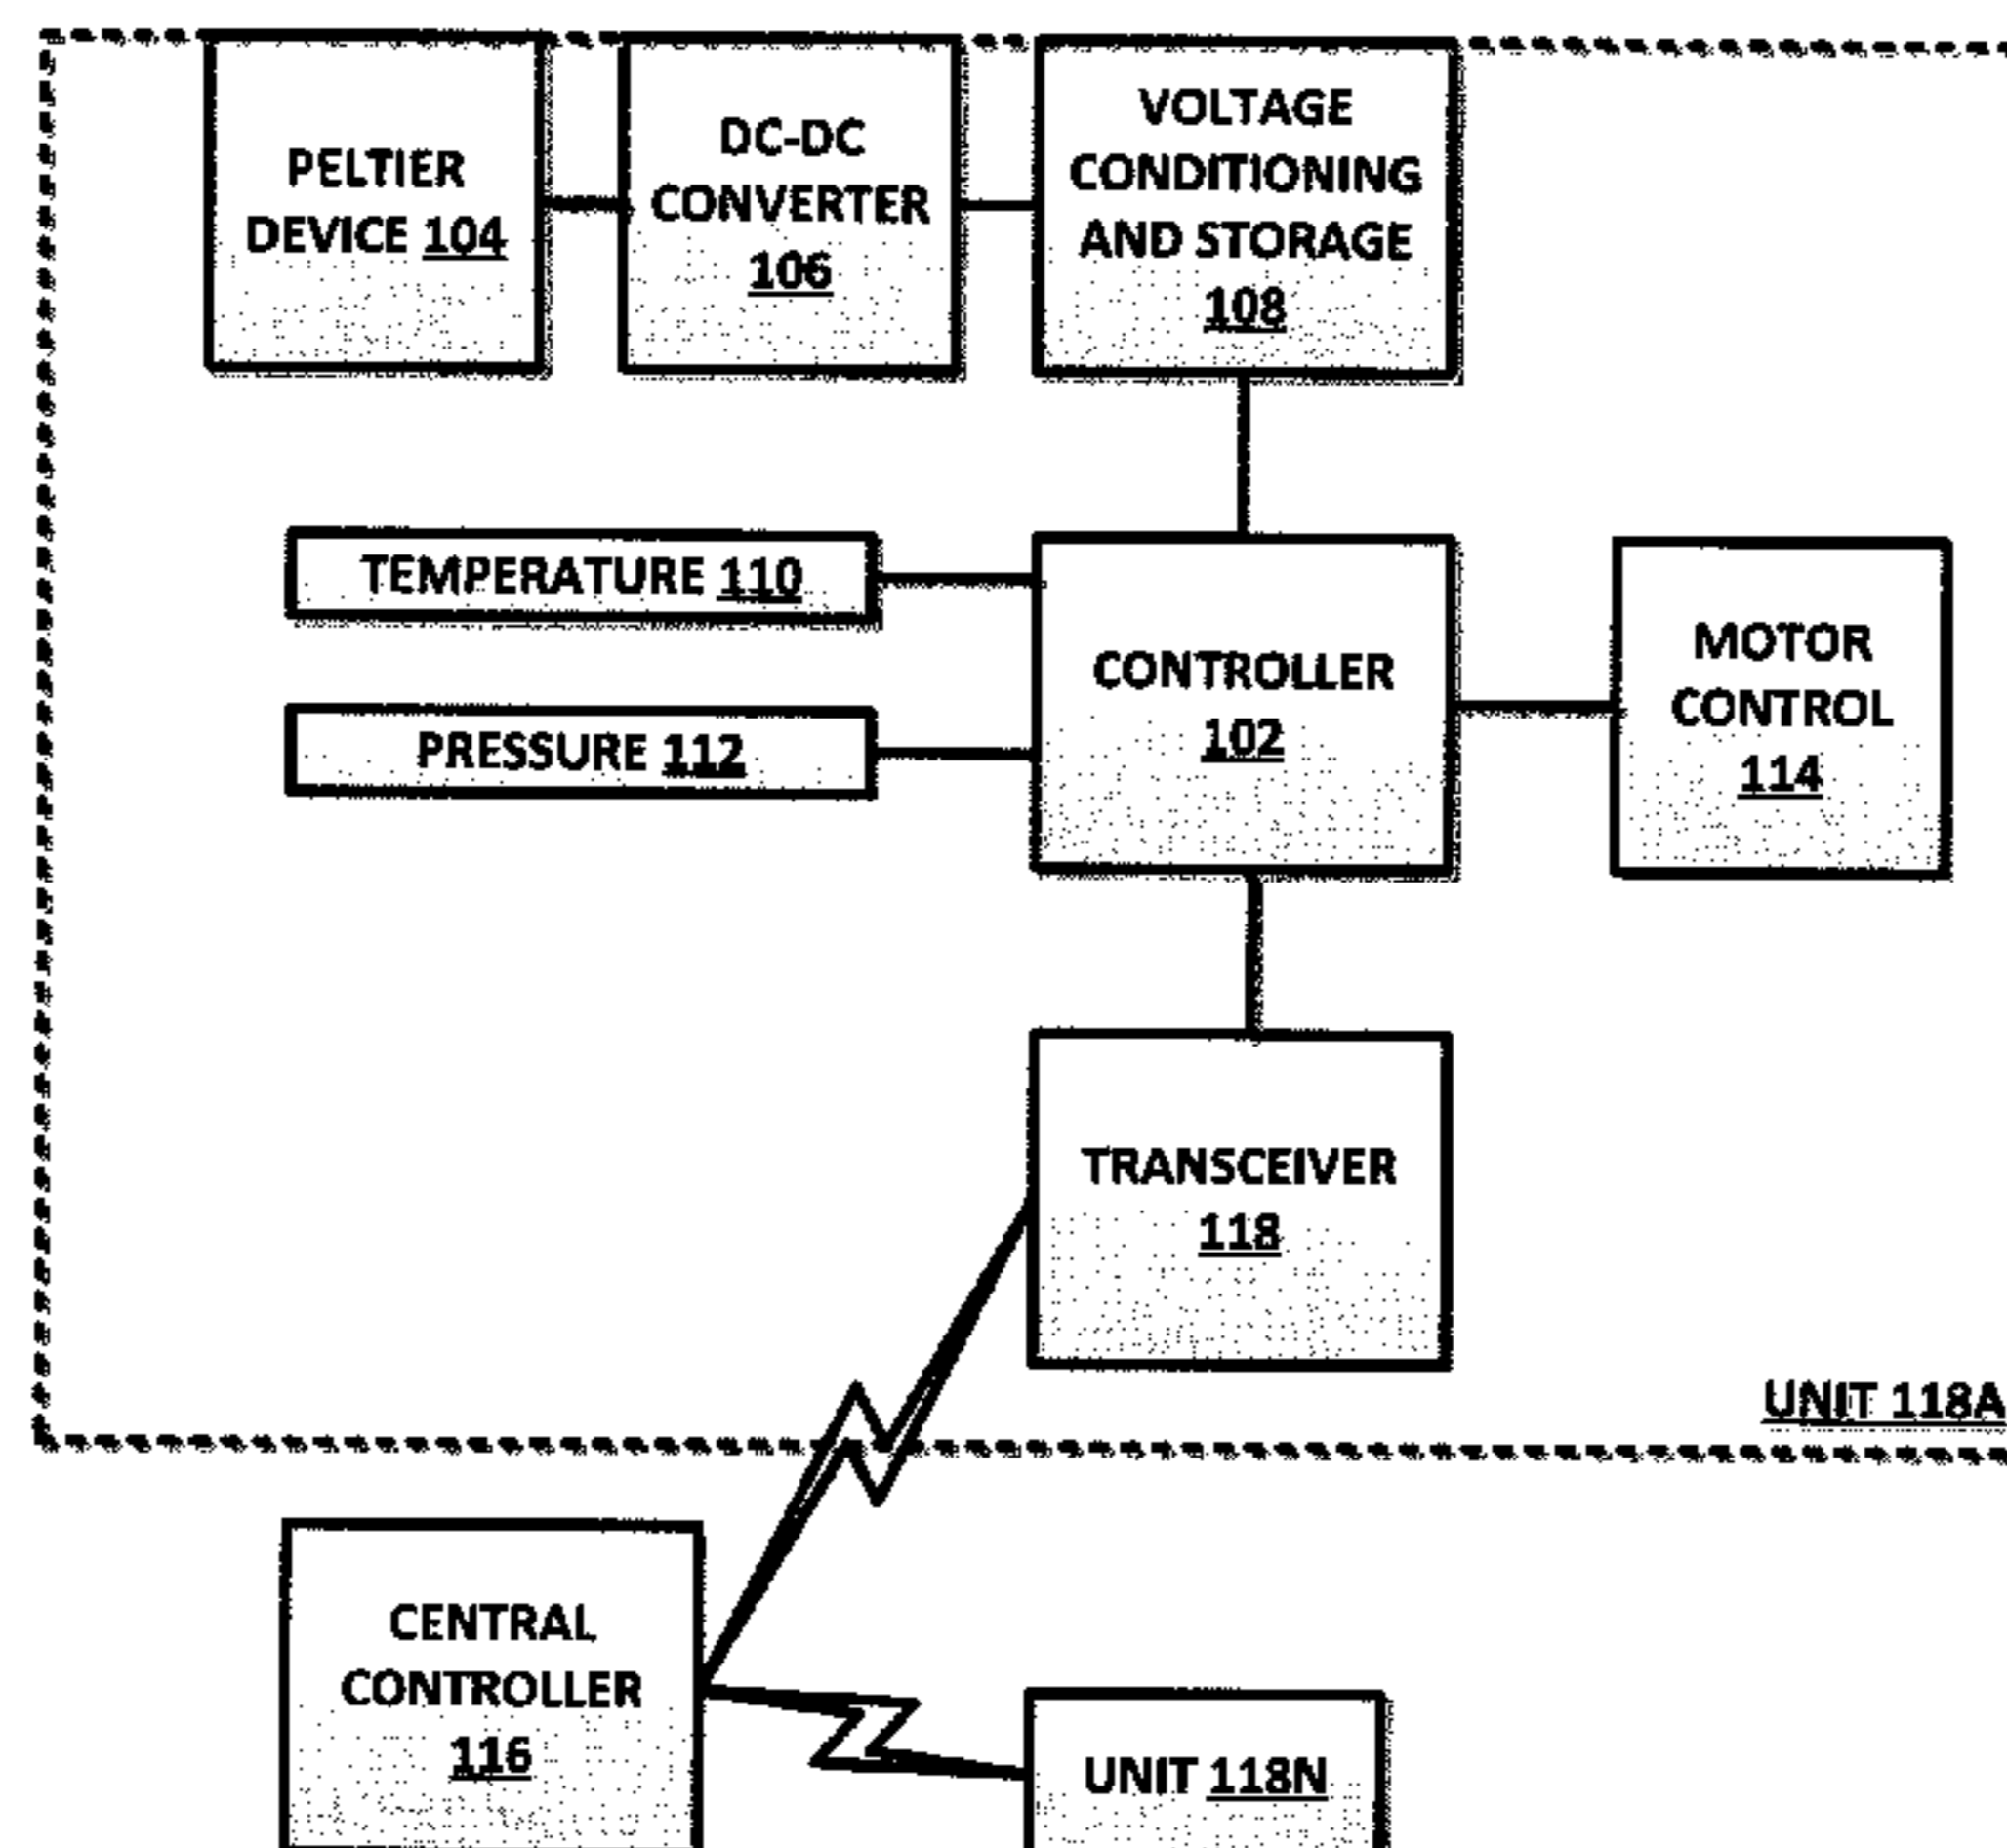 PELTIER
DEVICE 104
DC-DC
CONVERTER
106
VOLTAGE
CONDITIONING
AND STORAGE
108
TEMPERATURE 110
PRESSURE 112
CONTROLLER
102
MOTOR
CONTROL
114
TRANSCEIVER
118
UNIT 118A
CENTRAL
CONTROLLER
116
UNIT 118N